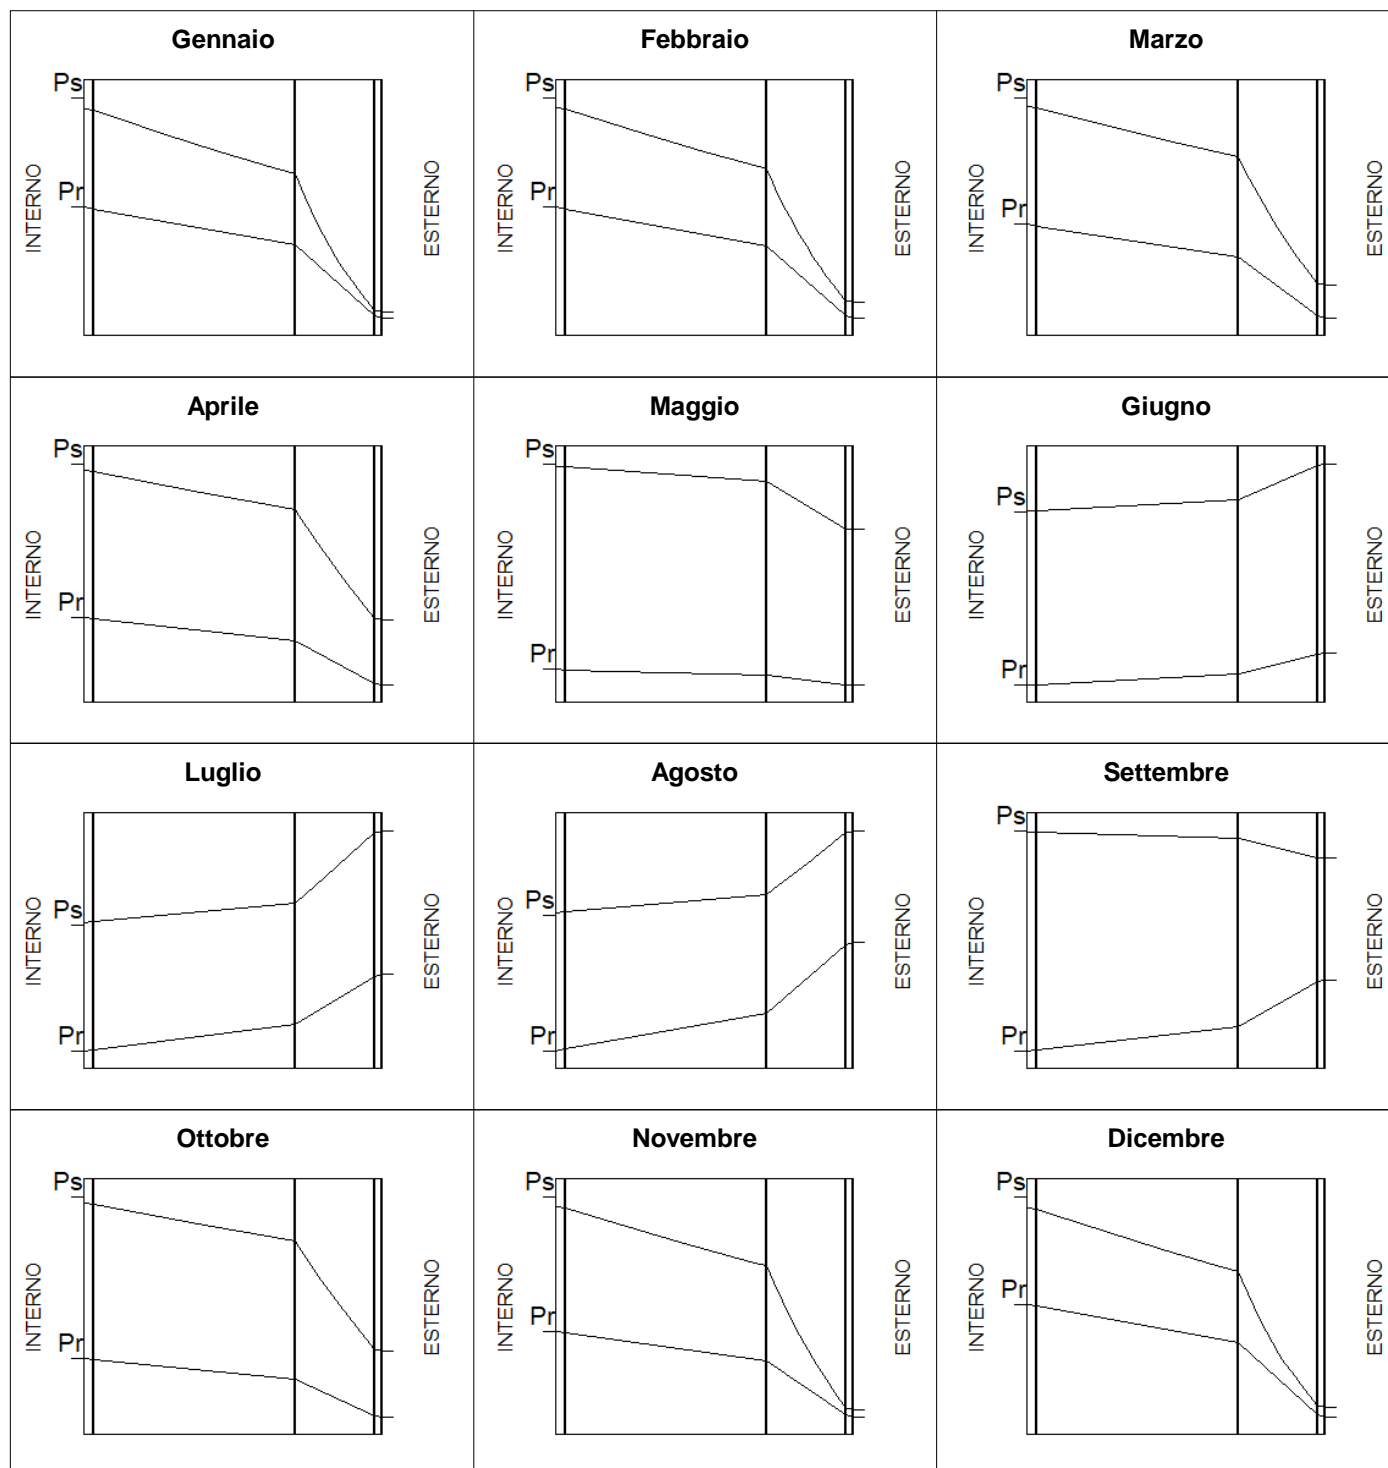 Gennaio
Ps
Pr
INTERNO
ESTERNO
Febbraio
Ps
Pr
INTERNO
ESTERNO
Marzo
Ps
Pr
INTERNO
ESTERNO
Aprile
Ps
Pr
INTERNO
ESTERNO
Maggio
Ps
Pr
INTERNO
ESTERNO
Giugno
Ps
Pr
INTERNO
ESTERNO
Luglio
Ps
Pr
INTERNO
ESTERNO
Agosto
Ps
Pr
INTERNO
ESTERNO
Settembre
Ps
Pr
INTERNO
ESTERNO
Ottobre
Ps
Pr
INTERNO
ESTERNO
Novembre
Ps
Pr
INTERNO
ESTERNO
Dicembre
Ps
Pr
INTERNO
ESTERNO